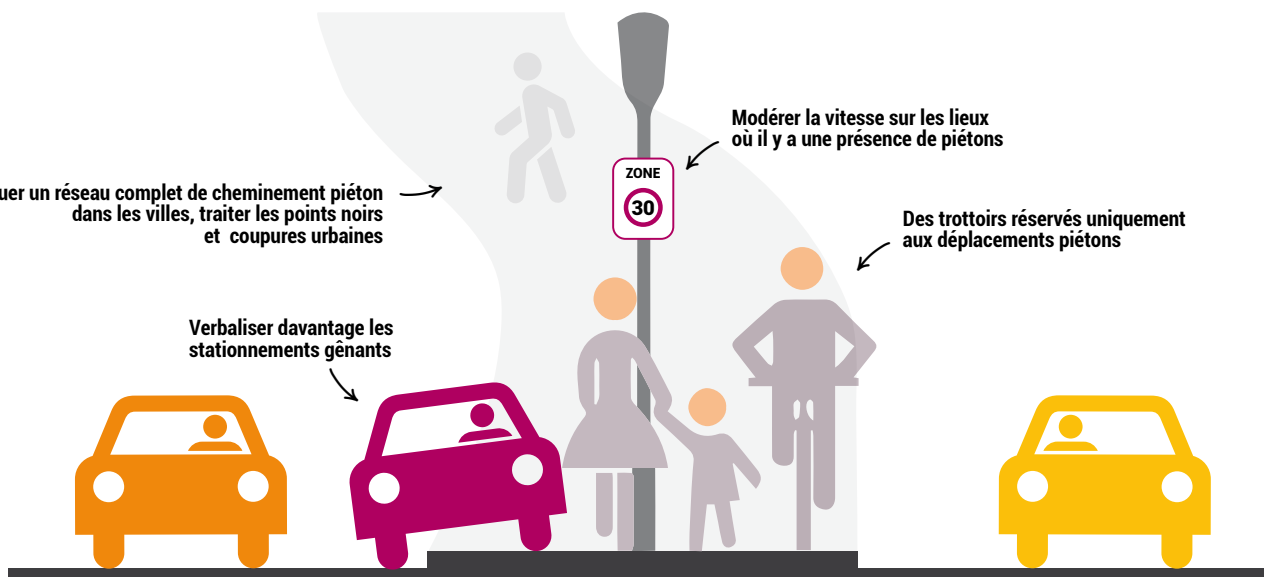 Modérer la vitesse sur les lieux
où il y a une présence de piétons
ZONE
30
un réseau complet de cheminement piéton
dans les villes, traiter les points noirs
et coupures urbaines
Des trottoirs réservés uniquement
aux déplacements piétons
Verbaliser davantage les
stationnements gênants